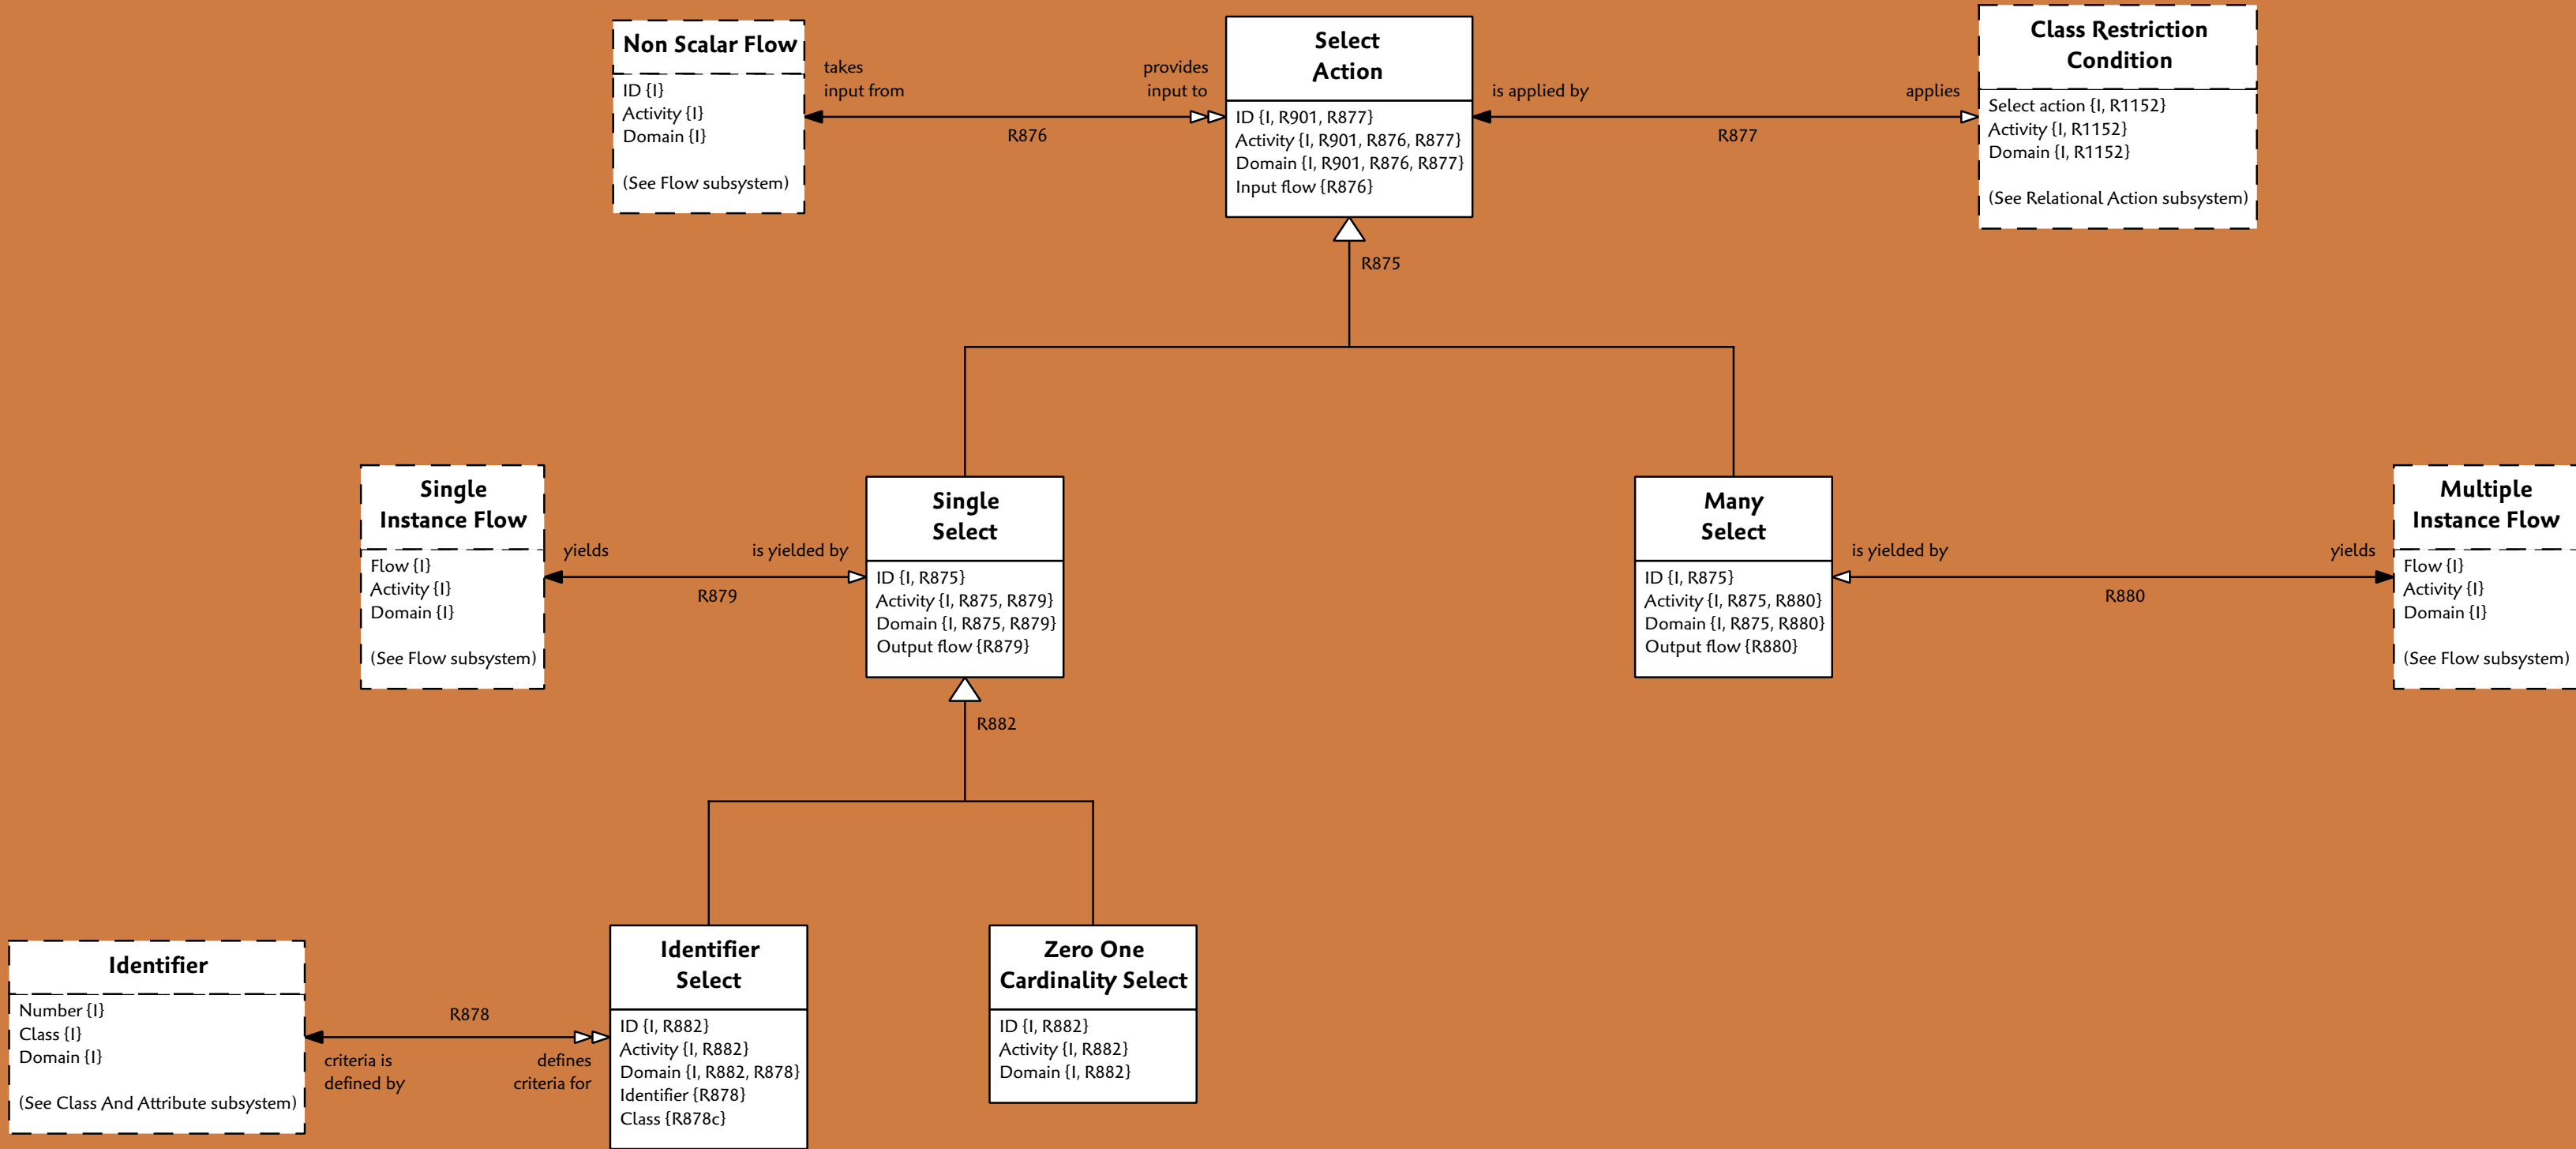 Non Scalar Flow
ID {I}
Activity {I}
Domain {I}
(See Flow subsystem)
takes
input from
provides
input to
R876
Select
Action
ID {I, R901, R877}
Activity {I, R901, R876, R877}
Domain {I, R901, R876, R877}
Input flow {R876}
is applied by
applies
R877
Class Restriction
Condition
Select action {I, R1152}
Activity {I, R1152}
Domain {I, R1152}
(See Relational Action subsystem)
R875
Single
Instance Flow
Flow {I}
Activity {I}
Domain {I}
(See Flow subsystem)
yields
is yielded by
R879
Single
Select
ID {I, R875}
Activity {I, R875, R879}
Domain {I, R875, R879}
Output flow {R879}
Many
Select
ID {I, R875}
Activity {I, R875, R880}
Domain {I, R875, R880}
Output flow {R880}
is yielded by
yields
R880
Multiple
Instance Flow
Flow {I}
Activity {I}
Domain {I}
(See Flow subsystem)
R882
Identifier
Number {I}
Class {I}
Domain {I}
(See Class And Attribute subsystem)
R878
criteria is
defined by
defines
criteria for
Identifier
Select
ID {I, R882}
Activity {I, R882}
Domain {I, R882, R878}
Identifier {R878}
Class {R878c}
Zero One
Cardinality Select
ID {I, R882}
Activity {I, R882}
Domain {I, R882}